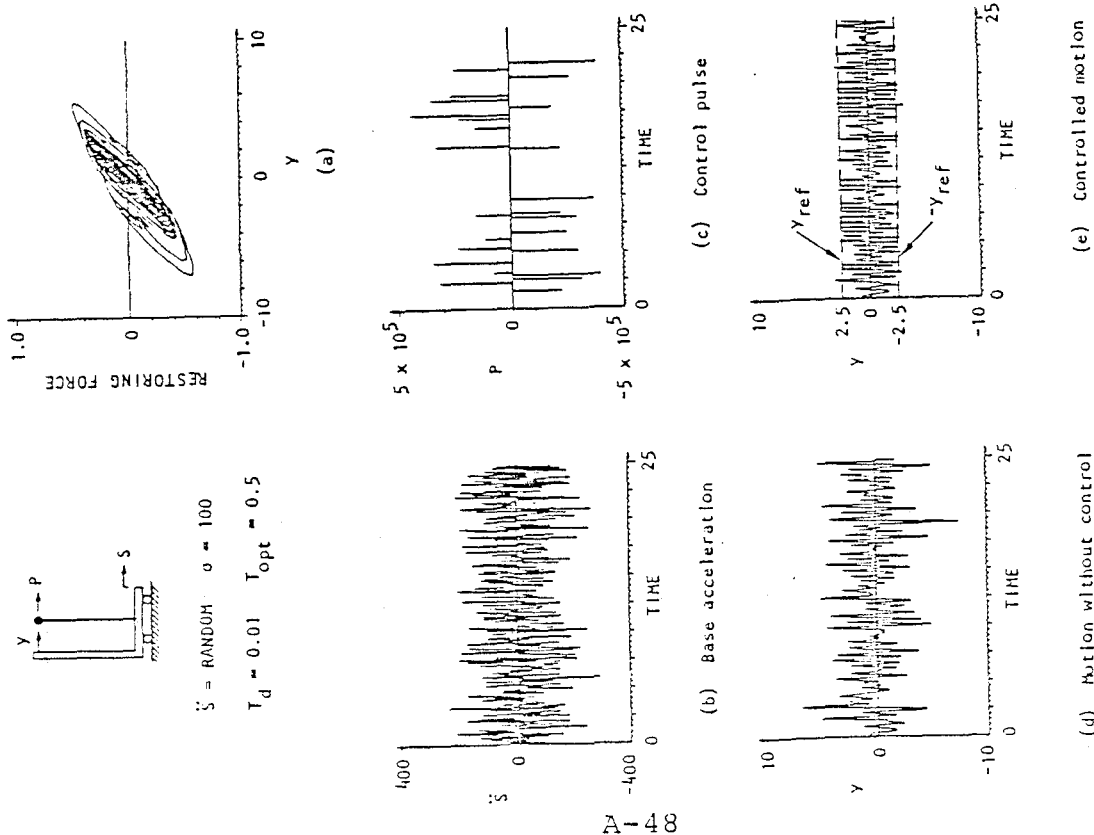 y
P
S
S̈ = RANDOM σ = 100
T_d = 0.01 T_opt = 0.5
RESTORING FORCE
1.0
0
-1.0
-10
0
10
Y
(a)
S̈
400
0
-400
0
25
TIME
(b) Base acceleration
P
5 x 10^5
0
-5 x 10^5
0
25
TIME
(c) Control pulse
Y
10
0
-10
0
25
TIME
(d) Motion without control
Y
10
2.5
0
-2.5
-10
y_ref
-y_ref
0
25
TIME
(e) Controlled motion
A-48